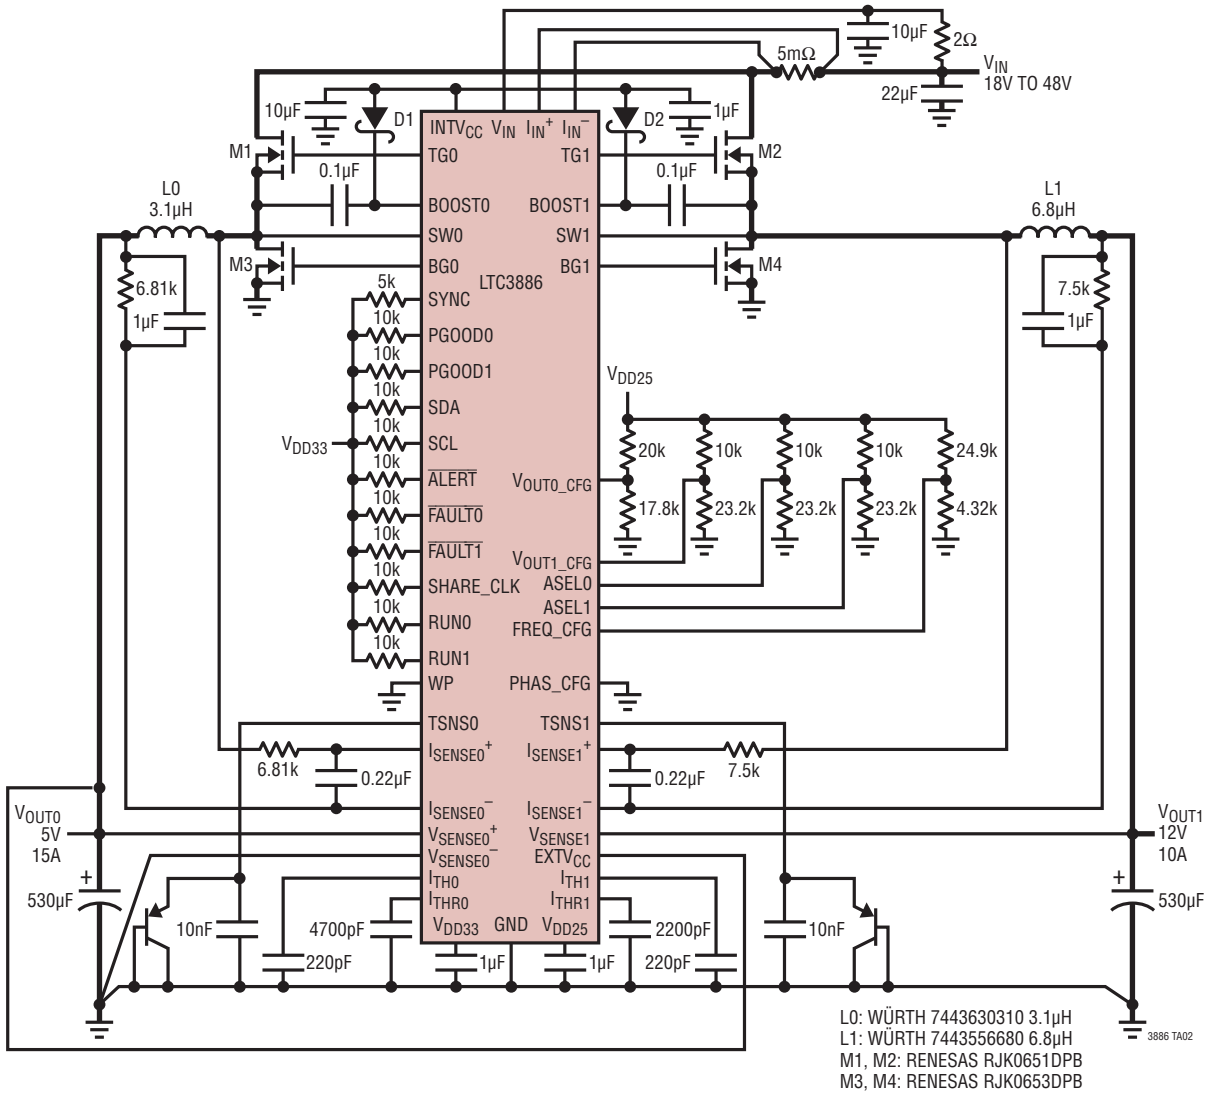 10µF
2Ω
5mΩ
VIN
18V TO 48V
22µF
10µF
D1
D2
1µF
INTVCC
VIN
IIN+
IIN–
M1
TG0
TG1
M2
0.1µF
0.1µF
L0
3.1µH
L1
6.8µH
BOOST0
BOOST1
SW0
SW1
M3
BG0
BG1
M4
LTC3886
6.81k
1µF
7.5k
1µF
5k
SYNC
10k
PGOOD0
10k
PGOOD1
10k
SDA
10k
VDD33
SCL
10k
ALERT
10k
FAULT0
10k
FAULT1
10k
SHARE_CLK
10k
RUN0
10k
RUN1
WP
VDD25
20k
10k
10k
10k
24.9k
VOUT0_CFG
17.8k
23.2k
23.2k
23.2k
4.32k
VOUT1_CFG
ASEL0
ASEL1
FREQ_CFG
PHAS_CFG
TSNS0
TSNS1
ISENSE0+
ISENSE1+
6.81k
0.22µF
0.22µF
7.5k
ISENSE0–
ISENSE1–
VOUT0
5V
15A
VSENSE0+
VSENSE1
VOUT1
12V
10A
VSENSE0–
EXTVCC
ITH0
ITH1
ITHR0
ITHR1
+
530µF
+
530µF
10nF
4700pF
VDD33
GND
VDD25
2200pF
10nF
220pF
1µF
1µF
220pF
L0: WÜRTH 7443630310 3.1µH
L1: WÜRTH 7443556680 6.8µH
3886 TA02
M1, M2: RENESAS RJK0651DPB
M3, M4: RENESAS RJK0653DPB